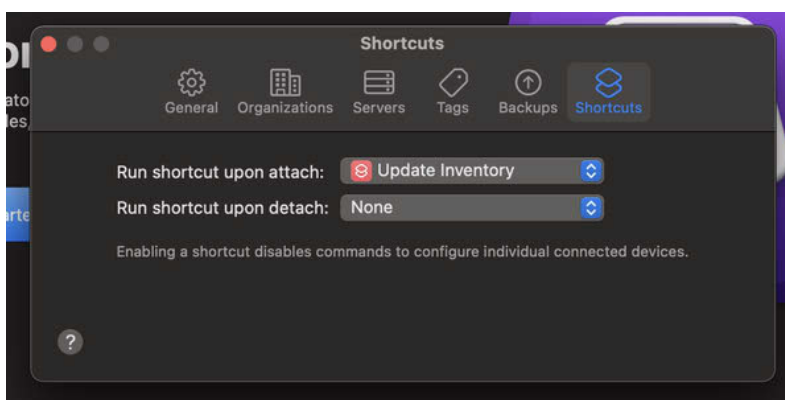 Shortcuts
General Organizations Servers Tags Backups Shortcuts
Run shortcut upon attach: Update Inventory
Run shortcut upon detach: None
Enabling a shortcut disables commands to configure individual connected devices.
?